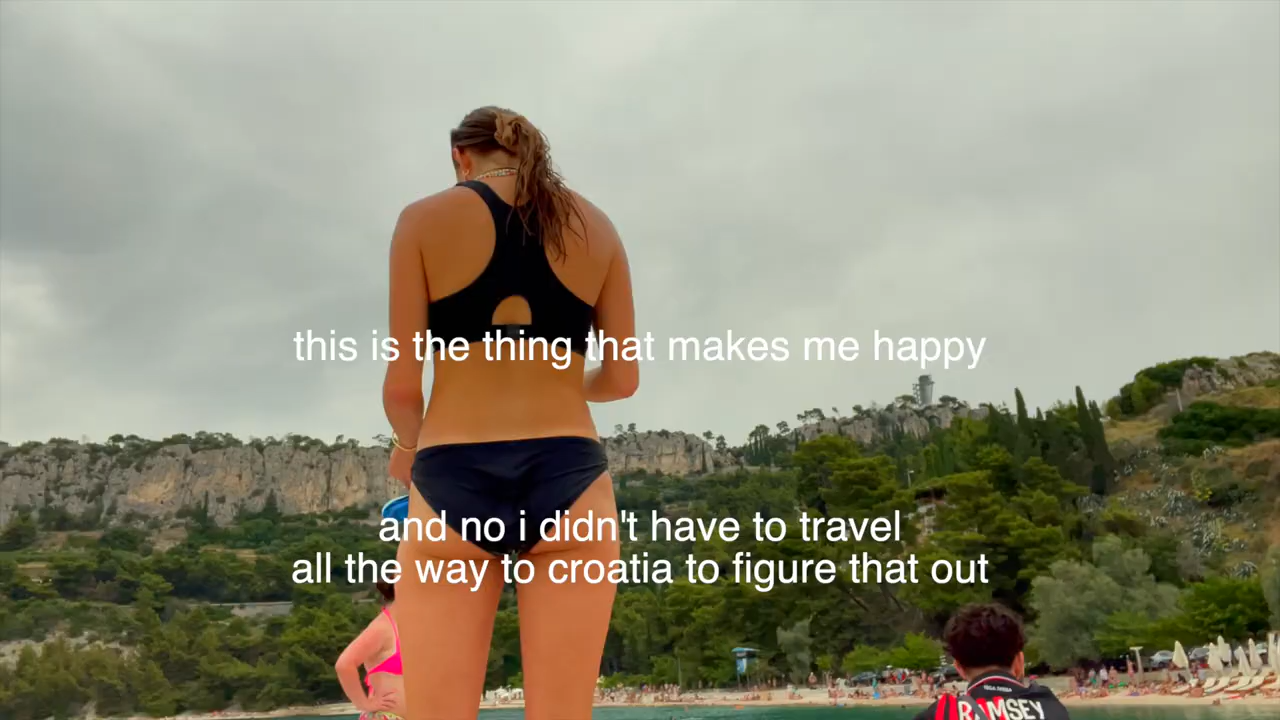 this is the thing that makes me happy
and no i didn't have to travel
all the way to croatia to figure that out
RAMSEY